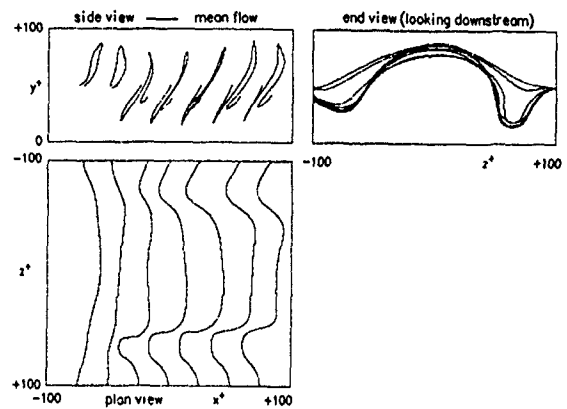 side view — mean flow
end view (looking downstream)
+100
y+
0
-100
z+
+100
-100
z+
+100
-100
plan view
x+
+100